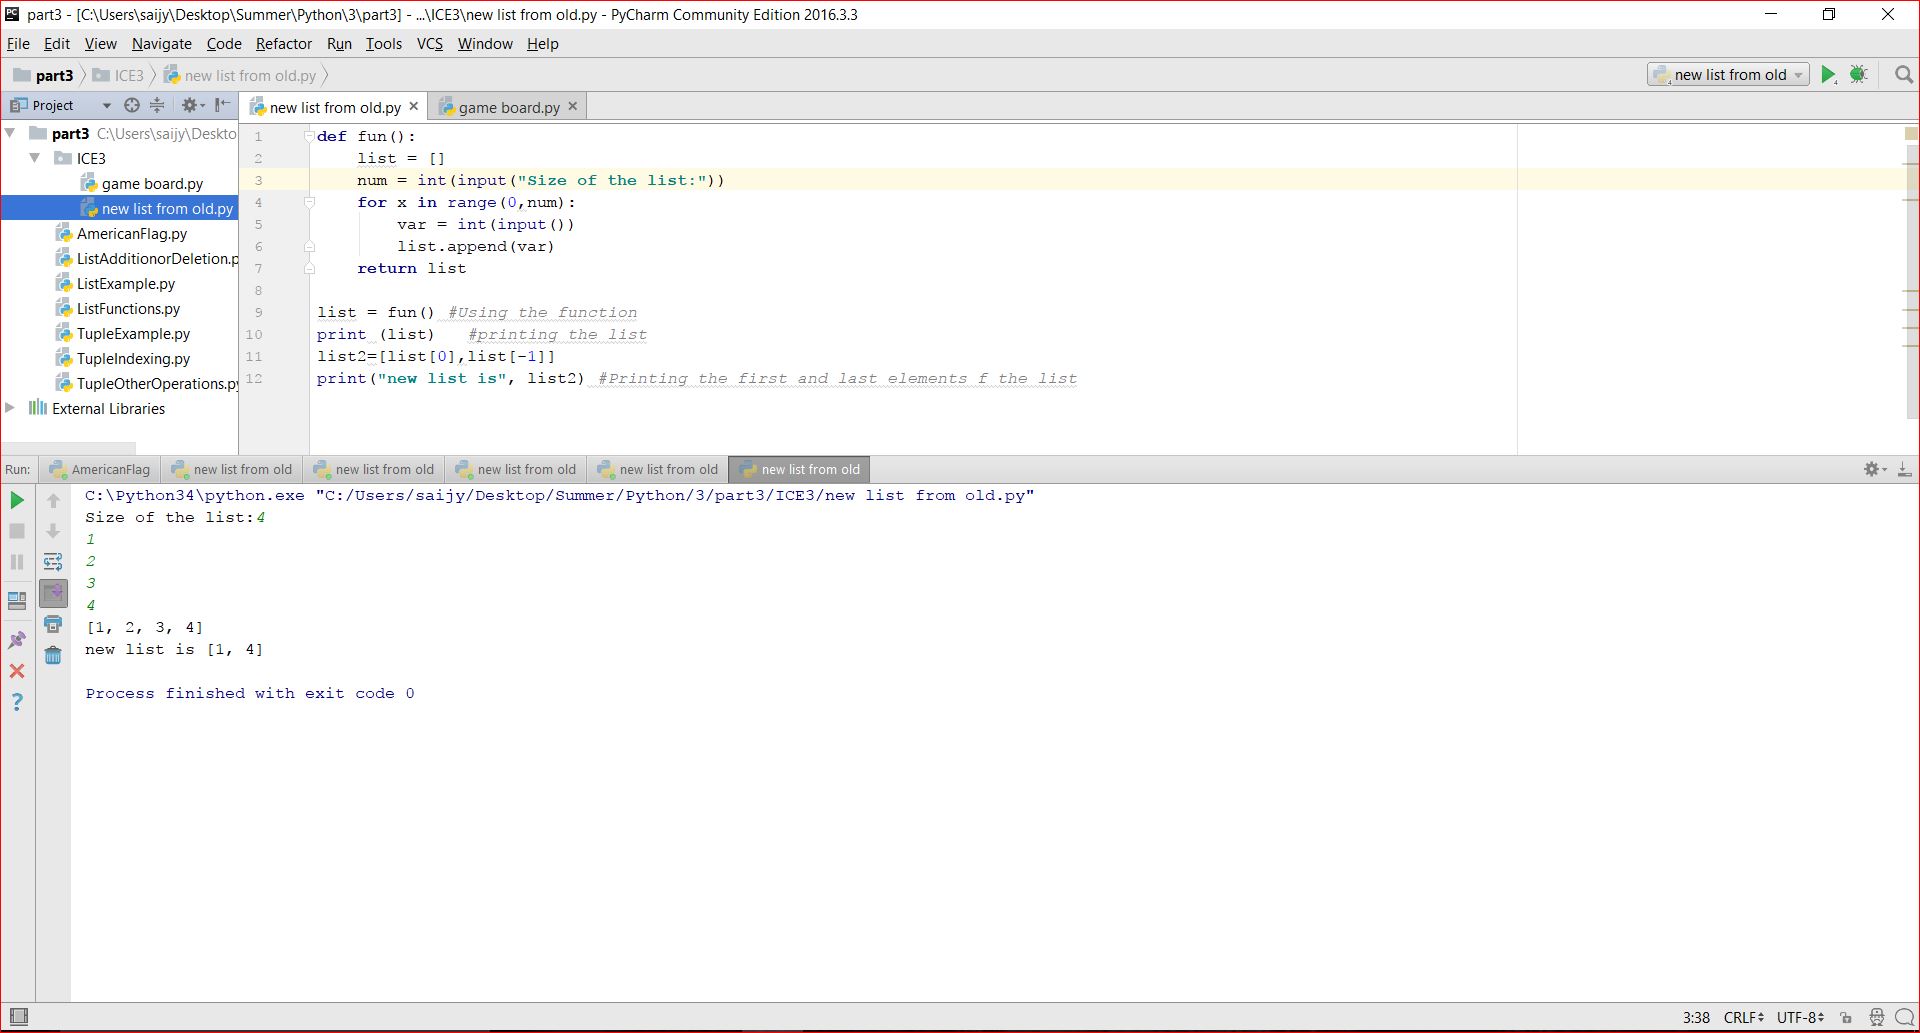 part3 - [C:\Users\saijy\Desktop\Summer\Python\3\part3] - ...\ICE3\new list from old.py - PyCharm Community Edition 2016.3.3
File Edit View Navigate Code Refactor Run Tools VCS Window Help
part3 ICE3 new list from old.py new list from old
Project
new list from old.py game board.py
part3 C:\Users\saijy\Deskto
ICE3
game board.py
new list from old.py
AmericanFlag.py
ListAdditionorDeletion.p
ListExample.py
ListFunctions.py
TupleExample.py
TupleIndexing.py
TupleOtherOperations.py
External Libraries
1 def fun():
2     list = []
3     num = int(input("Size of the list:"))
4     for x in range(0,num):
5         var = int(input())
6         list.append(var)
7     return list
8
9 list = fun() #Using the function
10 print (list)   #printing the list
11 list2=[list[0],list[-1]]
12 print("new list is", list2) #Printing the first and last elements f the list
Run: AmericanFlag new list from old new list from old new list from old new list from old new list from old
C:\Python34\python.exe "C:/Users/saijy/Desktop/Summer/Python/3/part3/ICE3/new list from old.py"
Size of the list:4
1
2
3
4
[1, 2, 3, 4]
new list is [1, 4]
Process finished with exit code 0
3:38 CRLF UTF-8